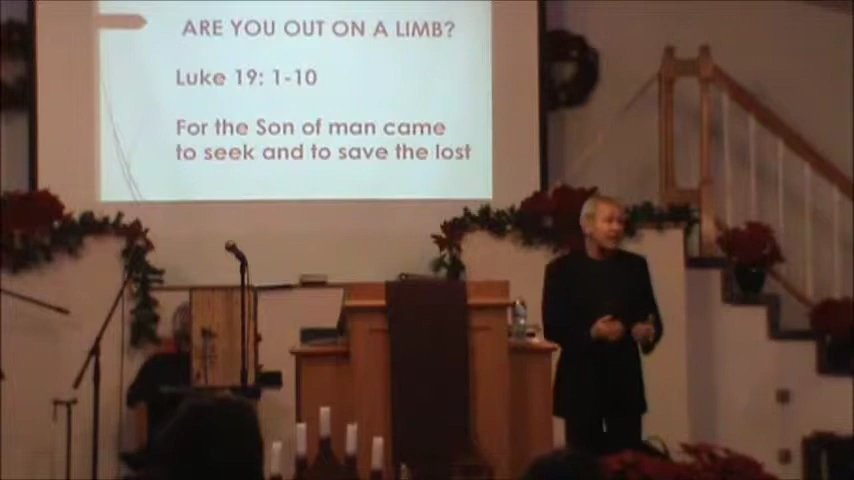 ARE YOU OUT ON A LIMB?
Luke 19: 1-10
For the Son of man came
to seek and to save the lost